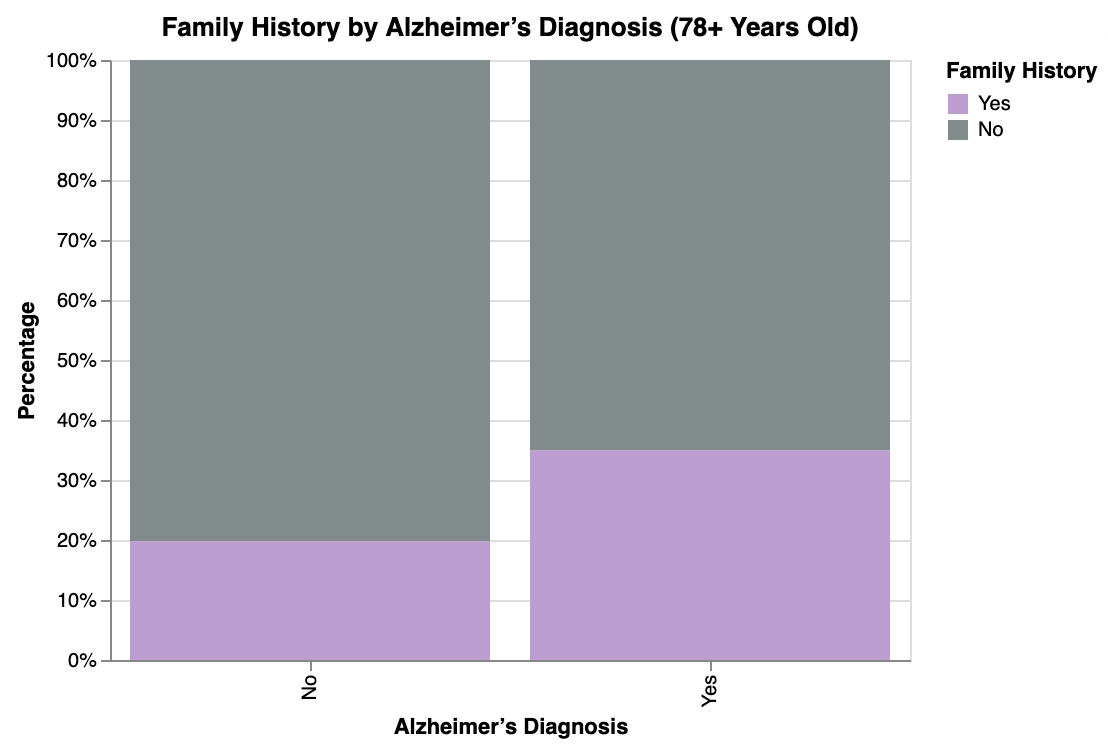 Family History by Alzheimer’s Diagnosis (78+ Years Old)
Family History
Yes
No
Percentage
100%
90%
80%
70%
60%
50%
40%
30%
20%
10%
0%
No
Yes
Alzheimer’s Diagnosis